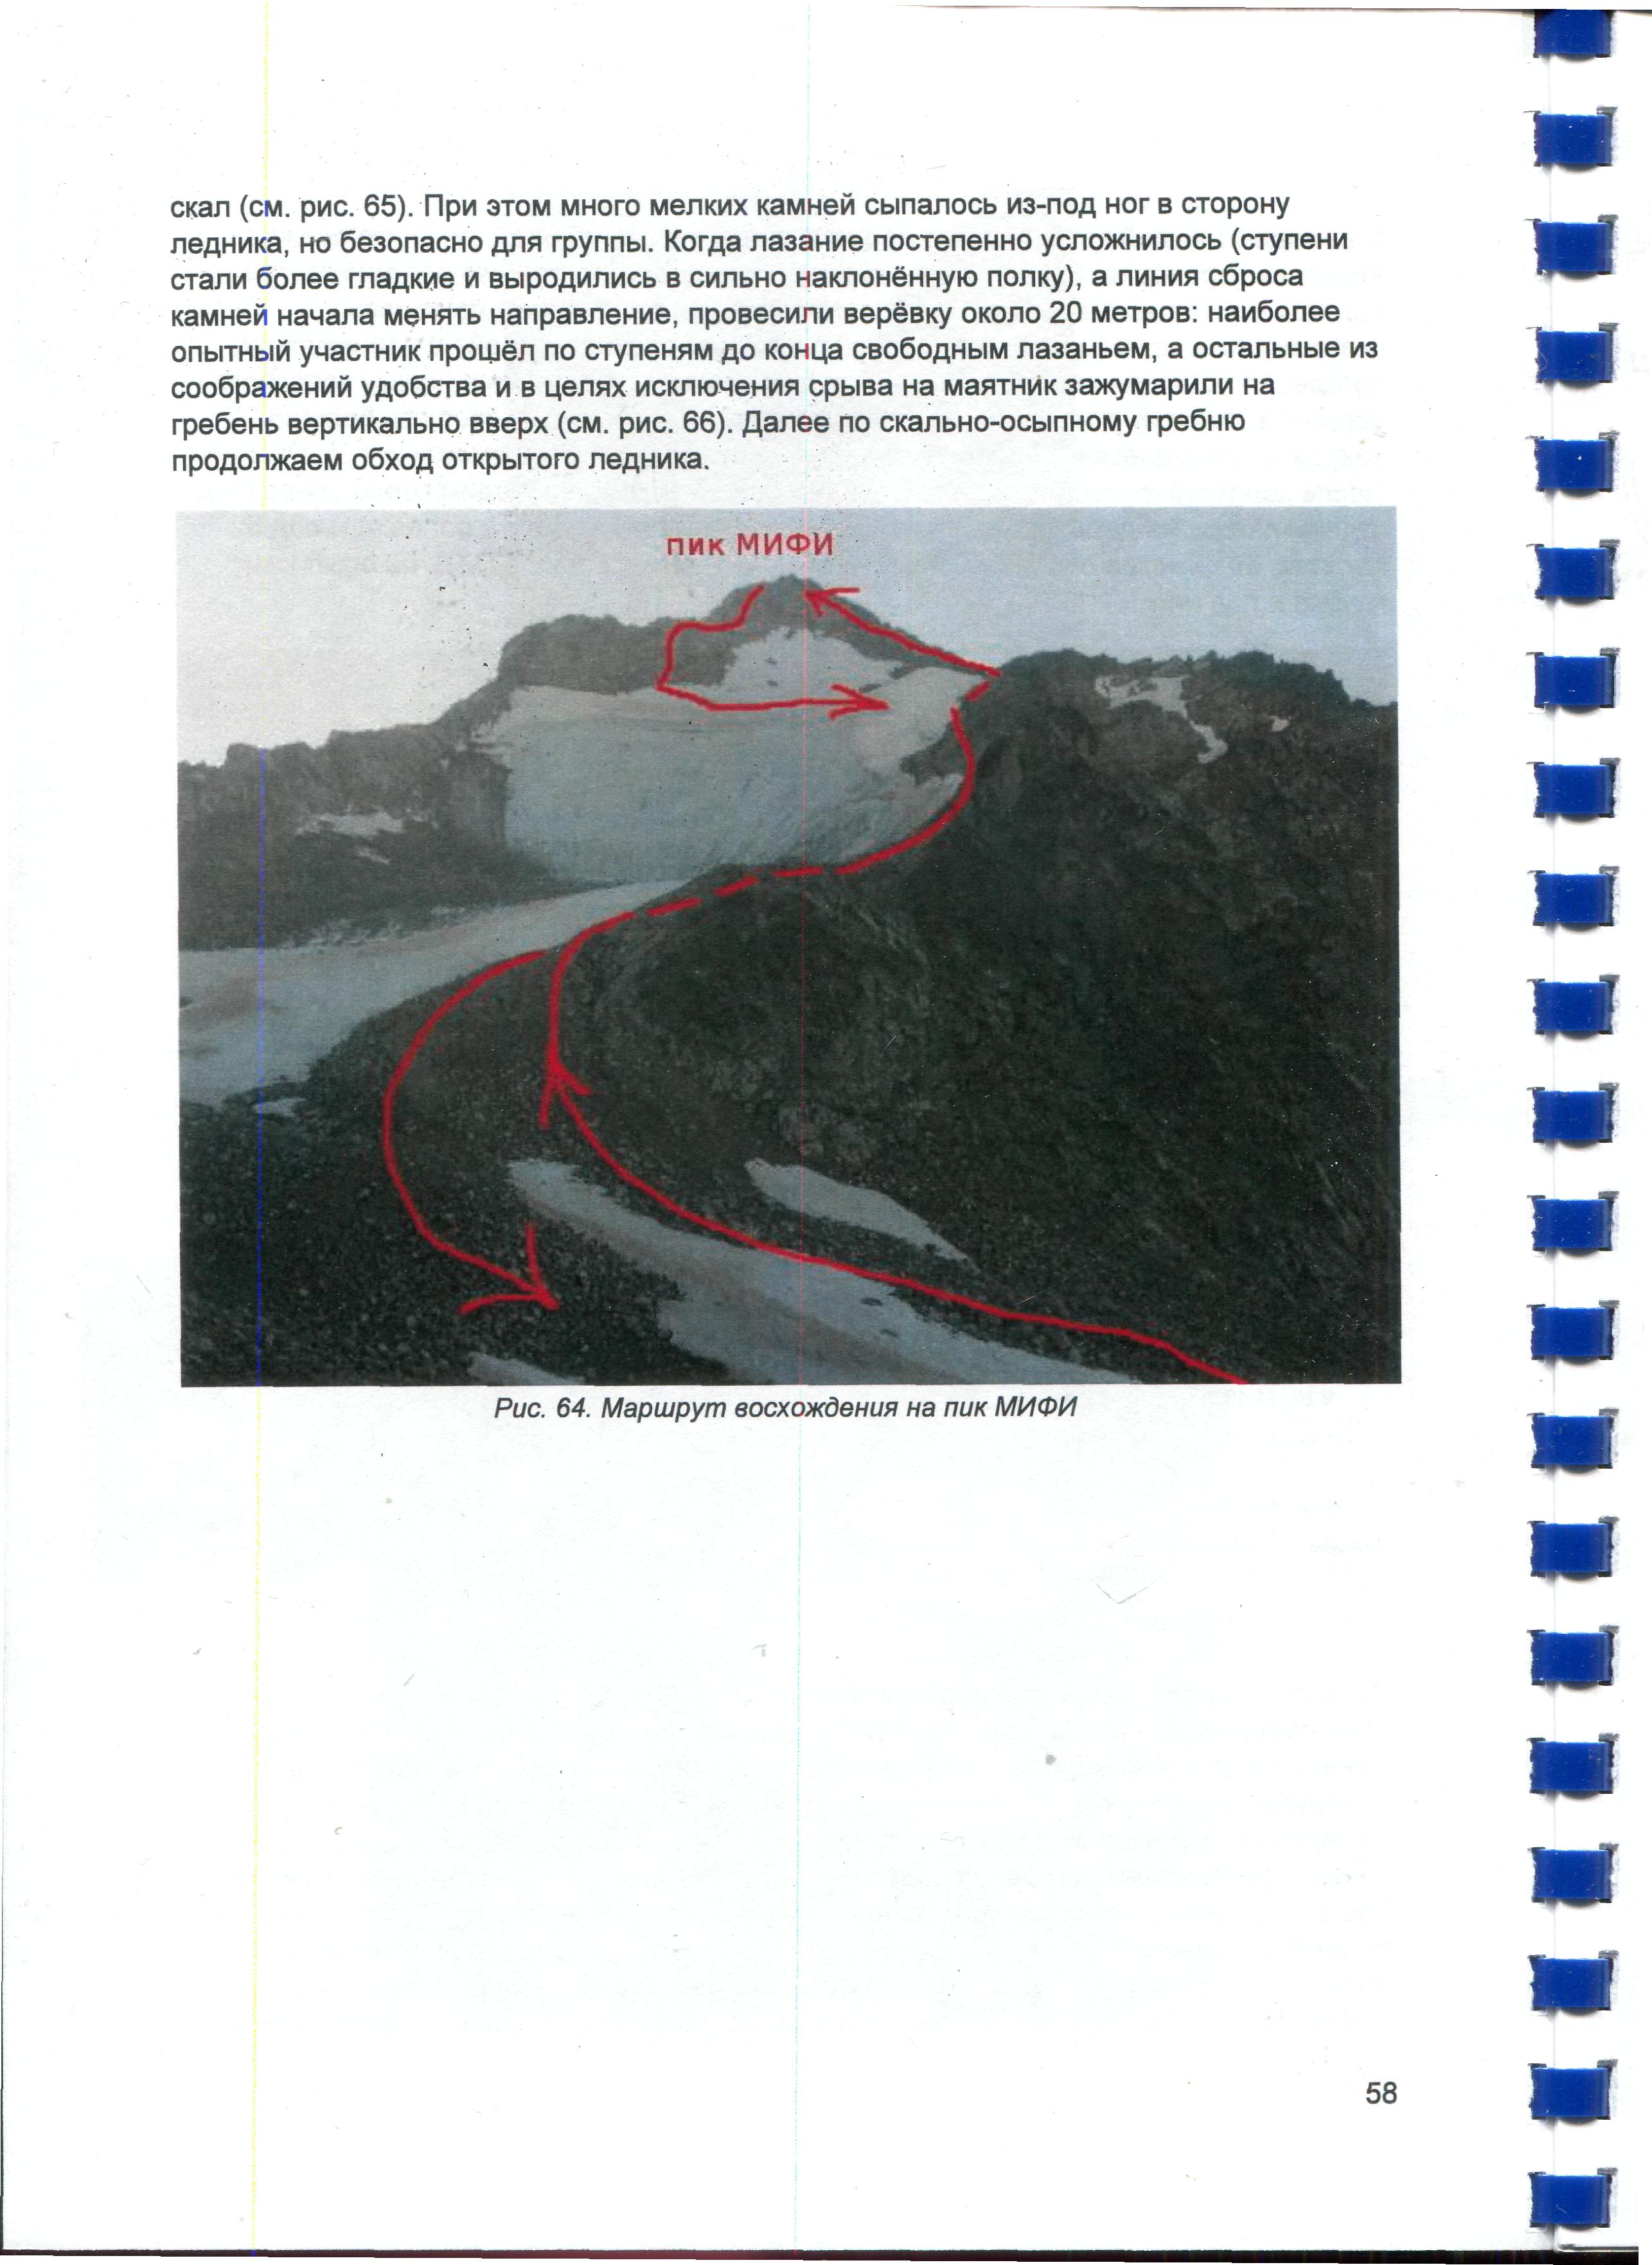 скал (см. рис. 65). При этом много мелких камней сыпалось из-под ног в сторону
ледника, но безопасно для группы. Когда лазание постепенно усложнилось (ступени
стали более гладкие и выродились в сильно наклонённую полку), а линия сброса
камней начала менять направление, провесили верёвку около 20 метров: наиболее
опытный участник прошёл по ступеням до конца свободным лазаньем, а остальные из
соображений удобства и в целях исключения срыва на маятник зажумарили на
гребень вертикально вверх (см. рис. 66). Далее по скально-осыпному гребню
продолжаем обход открытого ледника.
пик МИФИ
Рис. 64. Маршрут восхождения на пик МИФИ
58